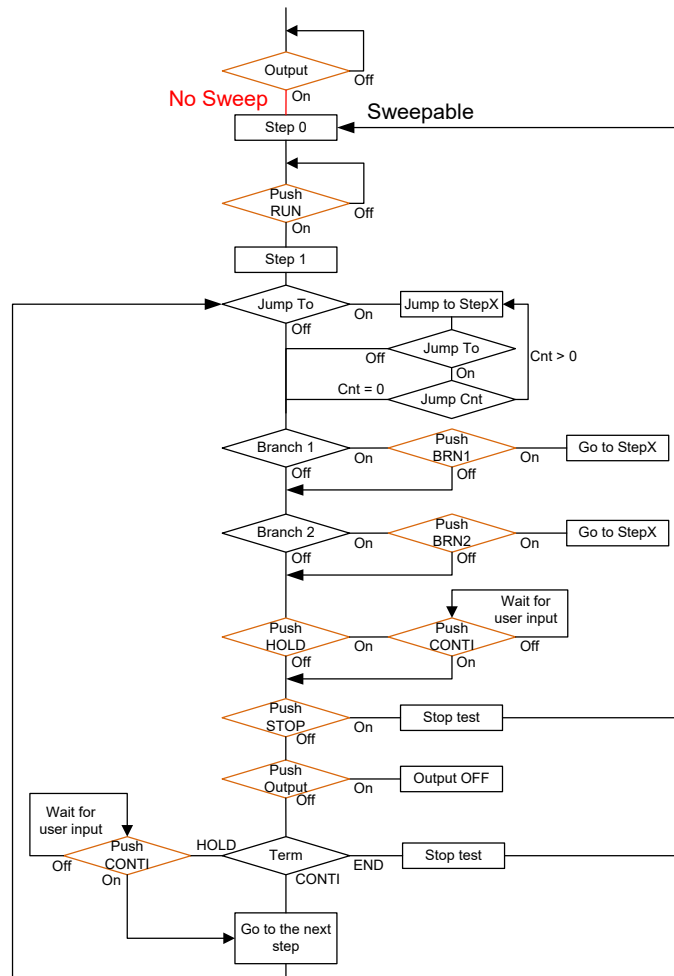 Output
Off
On
No Sweep
Sweepable
Step 0
Push
RUN
Off
On
Step 1
Jump To
On
Jump to StepX
Off
Off
Jump To
On
Cnt > 0
Cnt = 0
Jump Cnt
Branch 1
On
Push
BRN1
On
Go to StepX
Off
Off
Branch 2
On
Push
BRN2
On
Go to StepX
Off
Off
Wait for
user input
Push
HOLD
On
Push
CONTI
Off
Off
On
Push
STOP
On
Stop test
Off
Push
Output
On
Output OFF
Off
Wait for
user input
Push
CONTI
Off
On
HOLD
Term
END
Stop test
CONTI
Go to the next
step